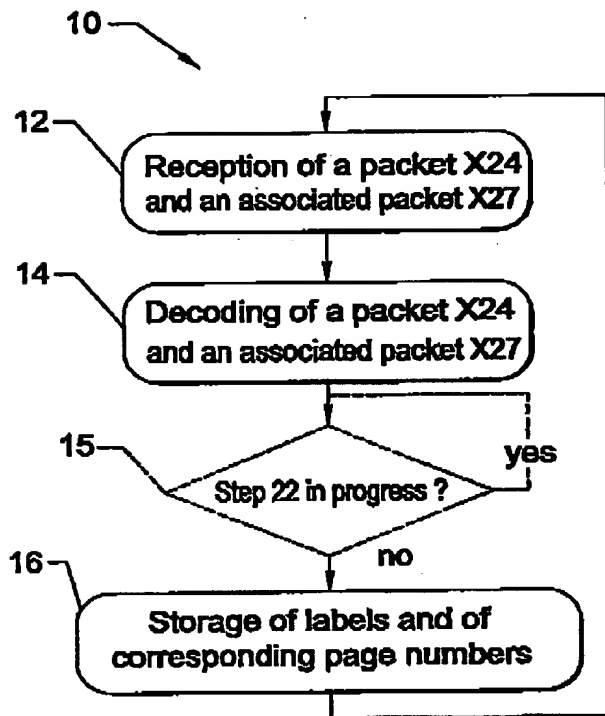 10
12
Reception of a packet X24
and an associated packet X27
14
Decoding of a packet X24
and an associated packet X27
15
Step 22 in progress ?
yes
no
16
Storage of labels and of
corresponding page numbers